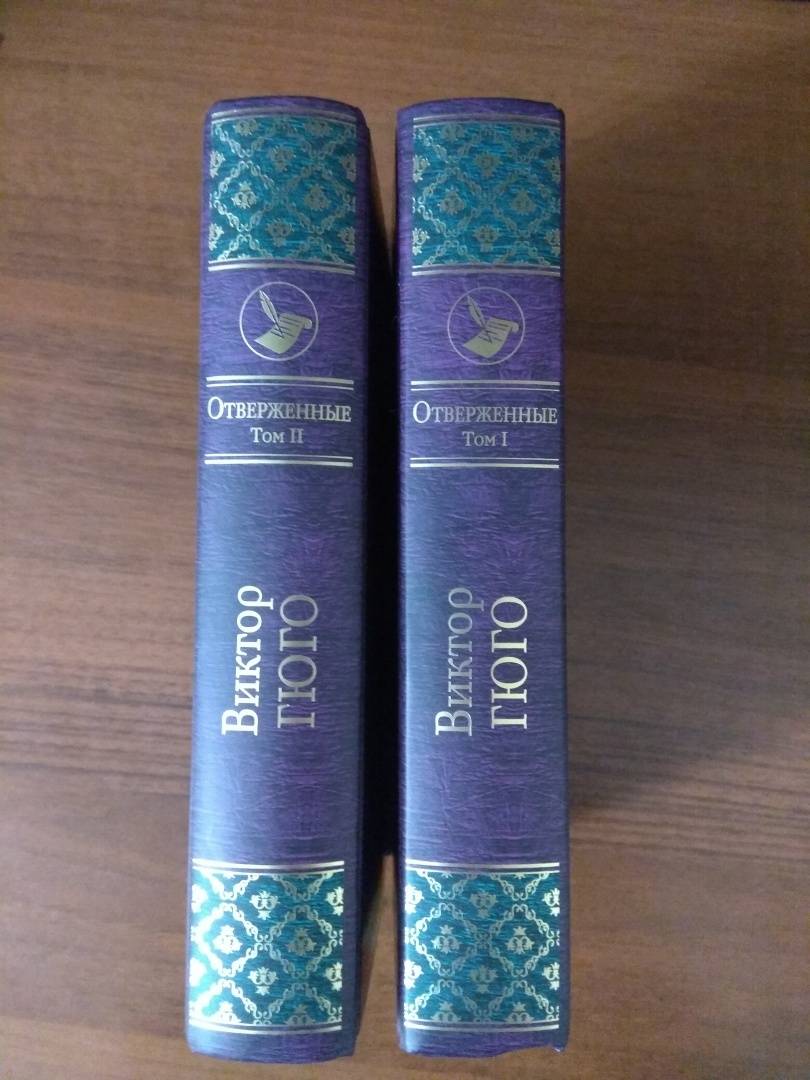 Отверженные
Том II
Виктор
ГЮГО
Отверженные
Том I
Виктор
ГЮГО